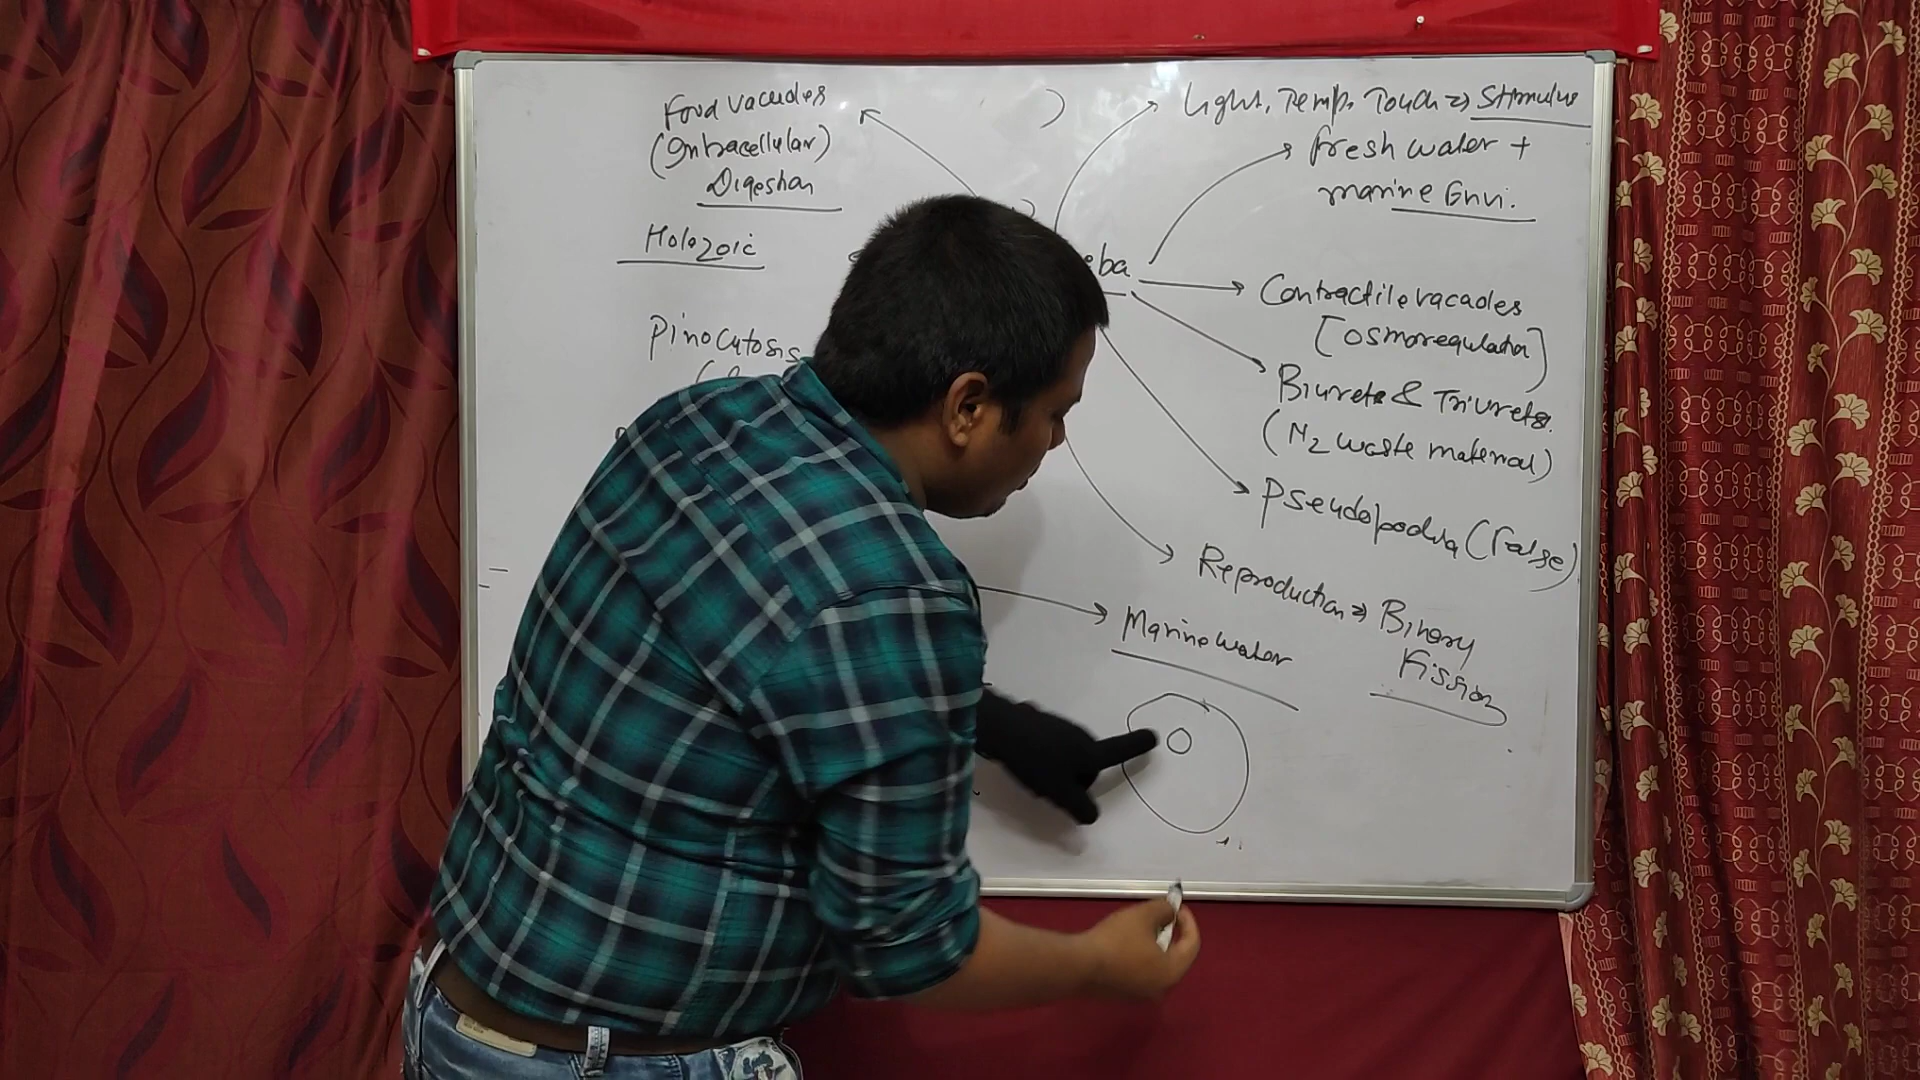 Food vacuoles
(Intracellular)
Digestion
Holozoic
Pinocytosis
eba
Light, Temp. Touch ⇒ Stimulus
fresh water +
marine Envi.
Contractile vacuoles
[osmoregulation]
Biurets & Triurets.
(N2 waste material)
Pseudopodia (False)
Reproduction ⇒ Binary
Fission
Marine water